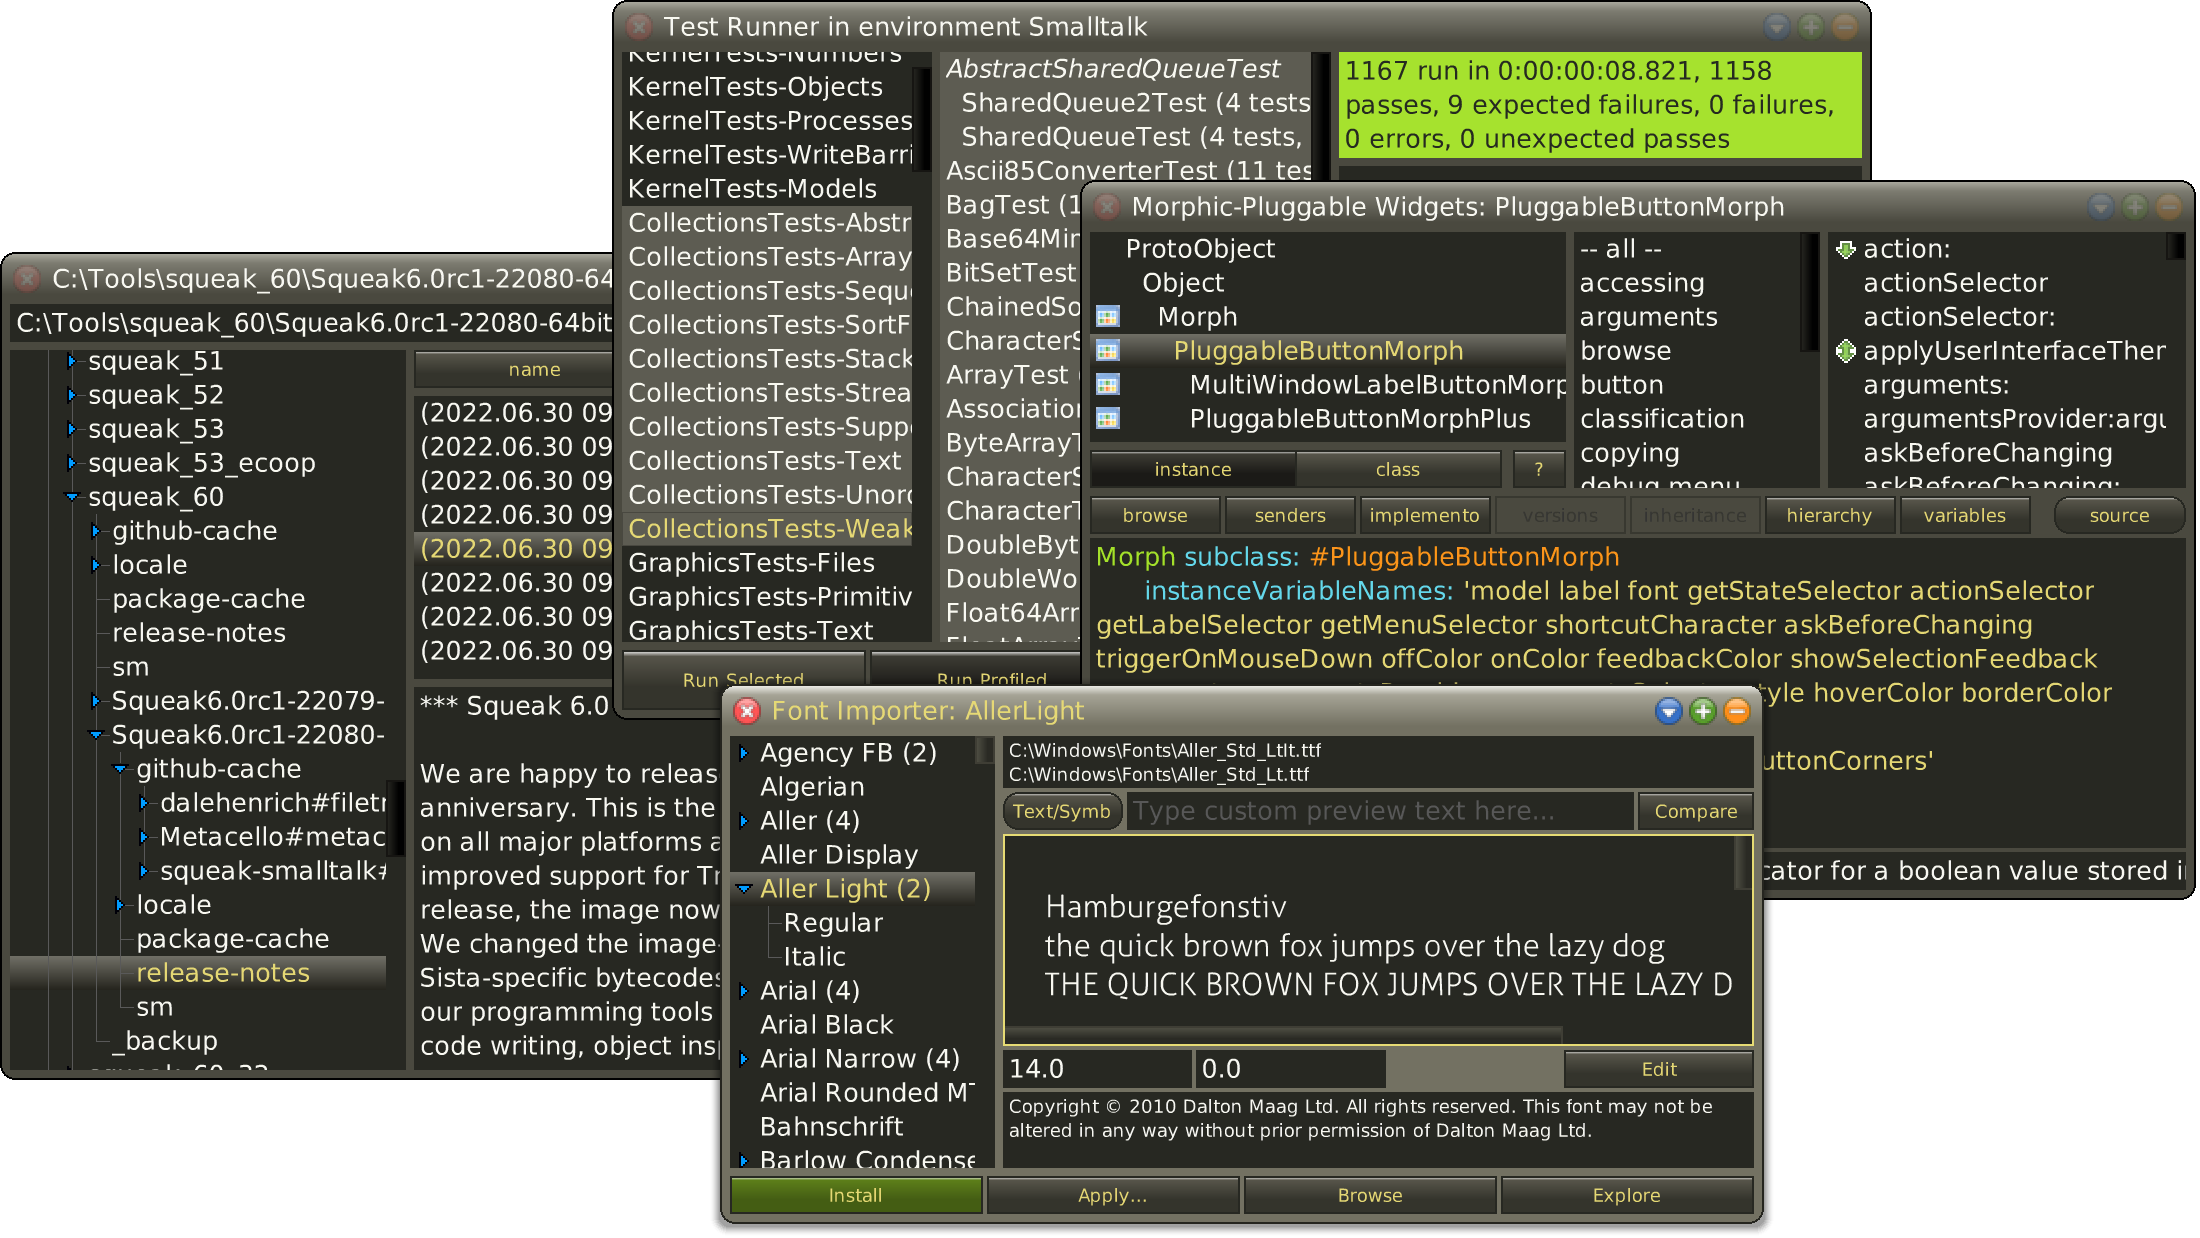 Test Runner in environment Smalltalk
KernelTests-Numbers
KernelTests-Objects
KernelTests-Processes
KernelTests-WriteBarri
KernelTests-Models
CollectionsTests-Abstr
CollectionsTests-Array
CollectionsTests-Sequ
CollectionsTests-SortF
CollectionsTests-Stack
CollectionsTests-Strea
CollectionsTests-Supp
CollectionsTests-Text
CollectionsTests-Unor
CollectionsTests-Weak
GraphicsTests-Files
GraphicsTests-Primitiv
GraphicsTests-Text
AbstractSharedQueueTest
SharedQueue2Test (4 tests
SharedQueueTest (4 tests,
Ascii85ConverterTest (11 tes
BagTest (1
Base64Mim
BitSetTest
ChainedSo
CharacterS
ArrayTest (
Association
ByteArrayT
CharacterS
CharacterT
DoubleByt
DoubleWo
Float64Arr
1167 run in 0:00:00:08.821, 1158
passes, 9 expected failures, 0 failures,
0 errors, 0 unexpected passes
Run Selected
Run Profiled
Morphic-Pluggable Widgets: PluggableButtonMorph
ProtoObject
Object
Morph
PluggableButtonMorph
MultiWindowLabelButtonMorp
PluggableButtonMorphPlus
instance
class
?
-- all --
accessing
arguments
browse
button
classification
copying
debug menu
action:
actionSelector
actionSelector:
applyUserInterfaceTher
arguments:
argumentsProvider:argu
askBeforeChanging
askBeforeChanging:
browse
senders
implemento
versions
inheritance
hierarchy
variables
source
Morph subclass: #PluggableButtonMorph
instanceVariableNames: 'model label font getStateSelector actionSelector
getLabelSelector getMenuSelector shortcutCharacter askBeforeChanging
triggerOnMouseDown offColor onColor feedbackColor showSelectionFeedback
tyle hoverColor borderColor
uttonCorners'
cator for a boolean value stored i
C:\Tools\squeak_60\Squeak6.0rc1-22080-64
C:\Tools\squeak_60\Squeak6.0rc1-22080-64bit
squeak_51
squeak_52
squeak_53
squeak_53_ecoop
squeak_60
github-cache
locale
package-cache
release-notes
sm
Squeak6.0rc1-22079-
Squeak6.0rc1-22080-
github-cache
dalehenrich#filetr
Metacello#metac
squeak-smalltalk#
locale
package-cache
release-notes
sm
_backup
name
(2022.06.30 09
(2022.06.30 09
(2022.06.30 09
(2022.06.30 09
(2022.06.30 09
(2022.06.30 09
(2022.06.30 09
(2022.06.30 09
*** Squeak 6.0
We are happy to releas
anniversary. This is the
on all major platforms a
improved support for Tr
release, the image now
We changed the image-
Sista-specific bytecodes
our programming tools
code writing, object insp
Font Importer: AllerLight
Agency FB (2)
Algerian
Aller (4)
Aller Display
Aller Light (2)
Regular
Italic
Arial (4)
Arial Black
Arial Narrow (4)
Arial Rounded MT
Bahnschrift
Barlow Condense
C:\Windows\Fonts\Aller_Std_LtIt.ttf
C:\Windows\Fonts\Aller_Std_Lt.ttf
Text/Symb
Type custom preview text here...
Compare
Hamburgefonstiv
the quick brown fox jumps over the lazy dog
THE QUICK BROWN FOX JUMPS OVER THE LAZY D
14.0
0.0
Edit
Copyright © 2010 Dalton Maag Ltd. All rights reserved. This font may not be
altered in any way without prior permission of Dalton Maag Ltd.
Install
Apply...
Browse
Explore